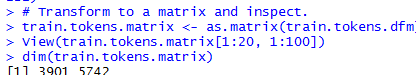 > # Transform to a matrix and inspect.
> train.tokens.matrix <- as.matrix(train.tokens.dfm
> View(train.tokens.matrix[1:20, 1:100])
> dim(train.tokens.matrix)
[1] 3901 5742